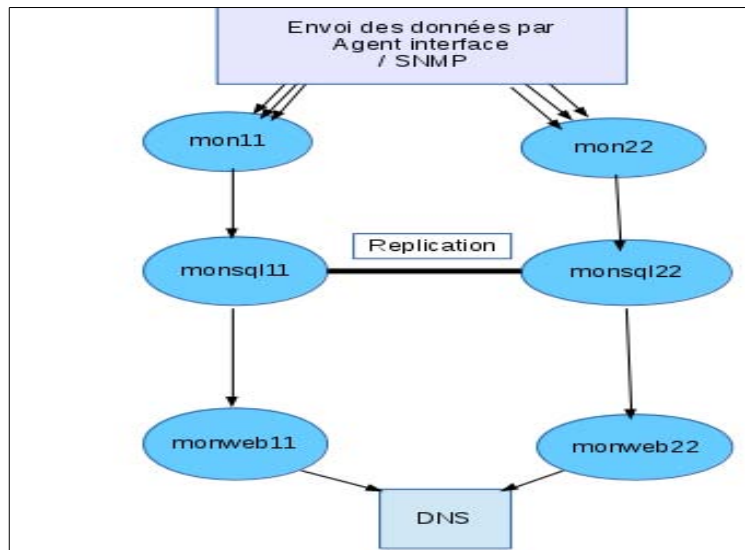 Envoi des données par
Agent interface
/ SNMP
mon11
mon22
Replication
monsql11
monsql22
monweb11
monweb22
DNS